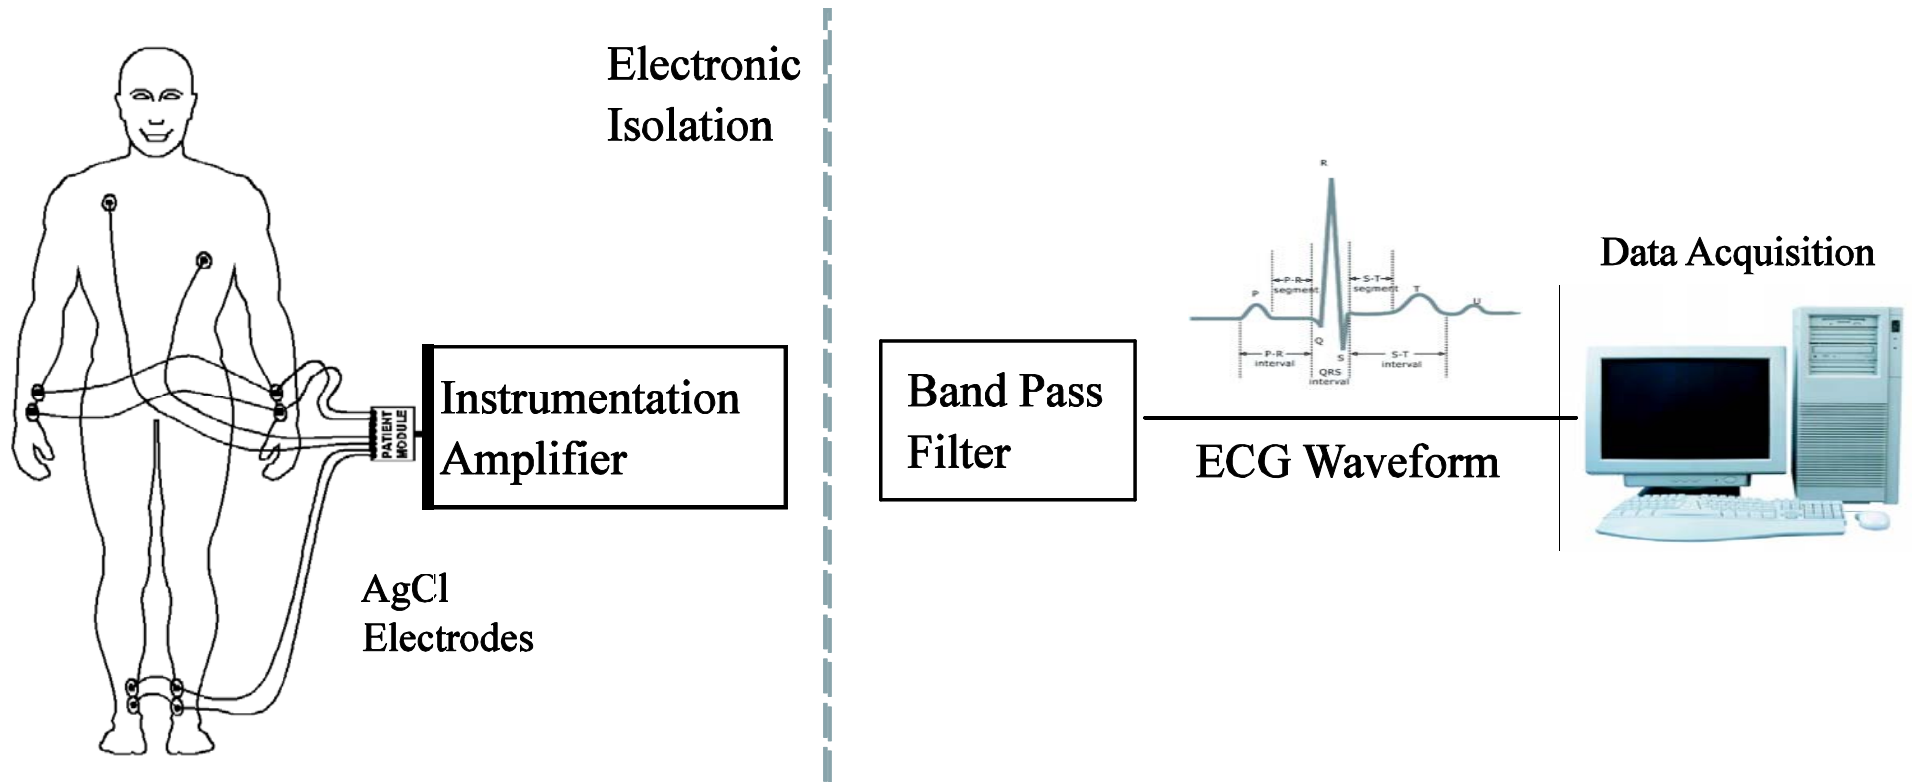 Electronic
Isolation
PATIENT
MODULE
Instrumentation
Amplifier
AgCl
Electrodes
Band Pass
Filter
R
P-R
segment
S-T
segment
P
T
U
Q
S
P-R
interval
QRS
interval
S-T
interval
ECG Waveform
Data Acquisition